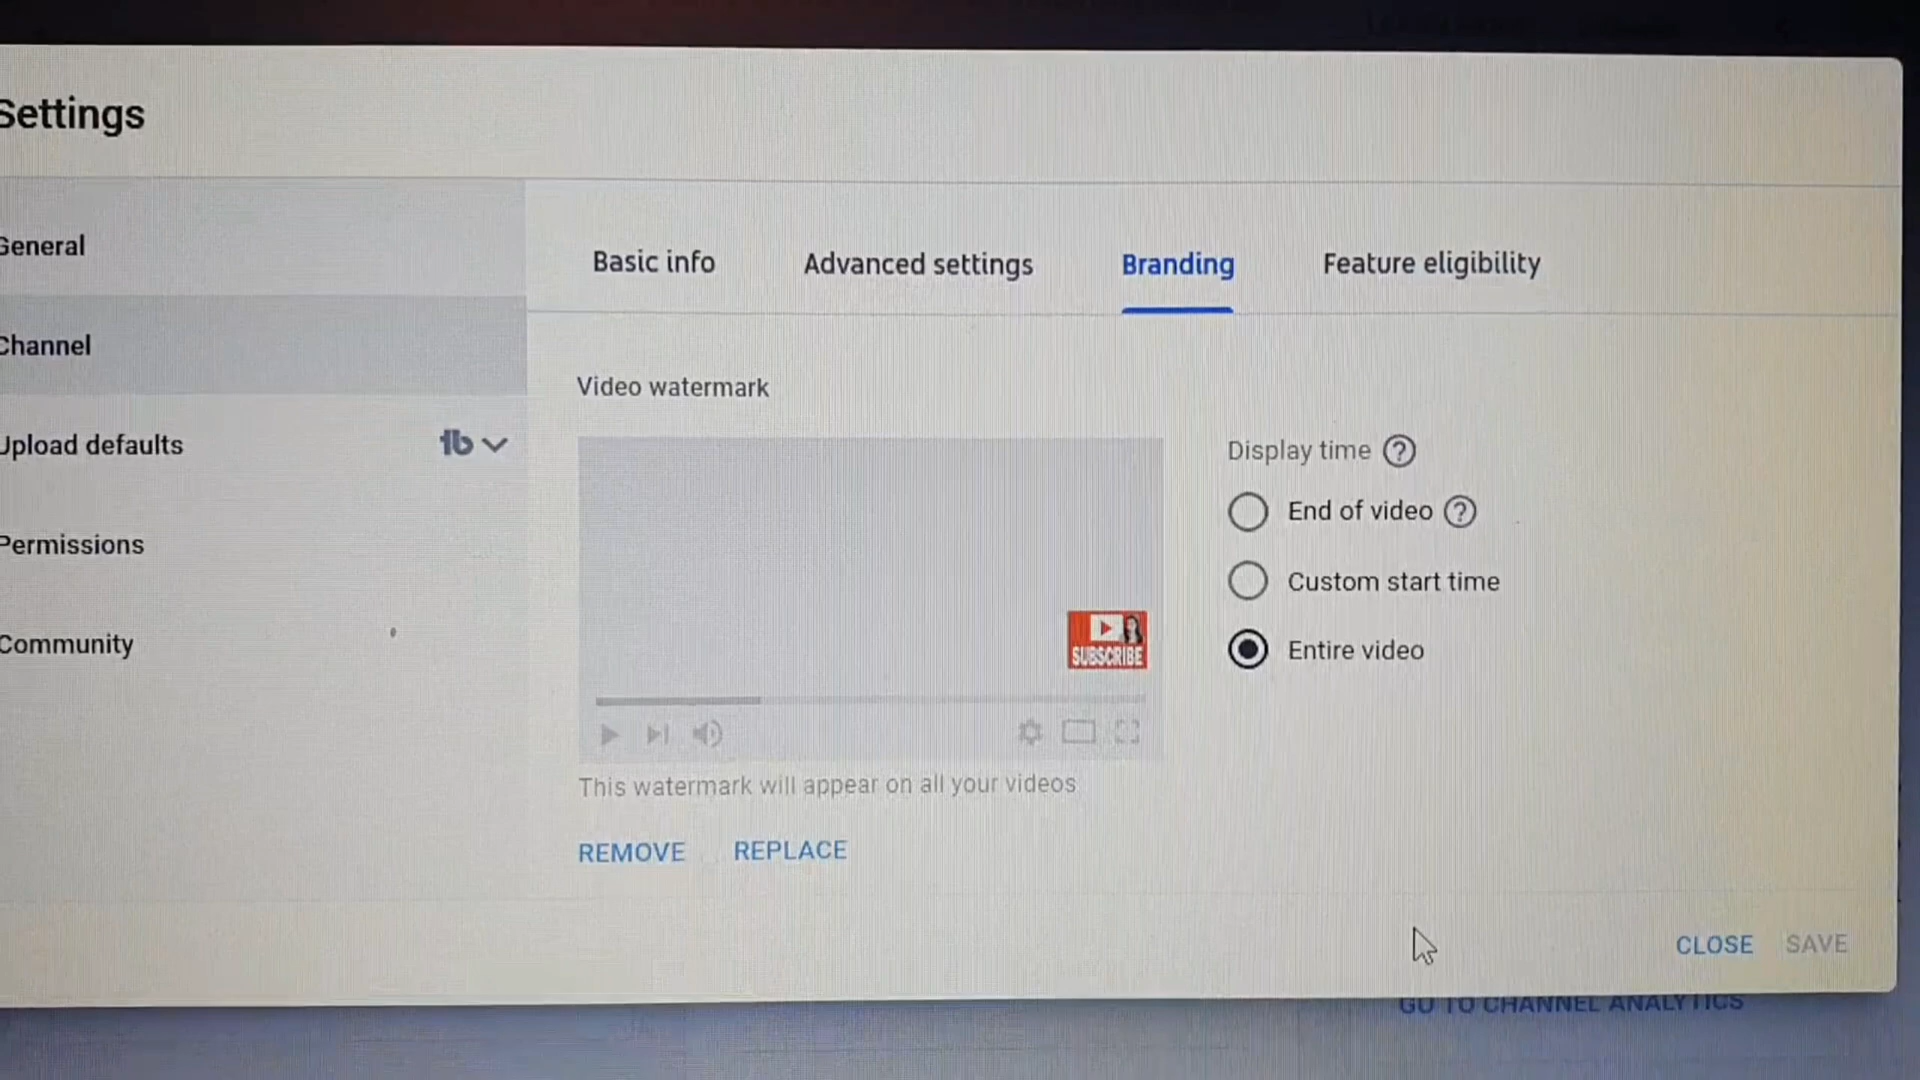 Settings
General
Channel
Upload defaults
tb
Permissions
Community
Basic info
Advanced settings
Branding
Feature eligibility
Video watermark
SUBSCRIBE
This watermark will appear on all your videos
REMOVE
REPLACE
Display time ?
End of video ?
Custom start time
Entire video
CLOSE
SAVE
GO TO CHANNEL ANALYTICS